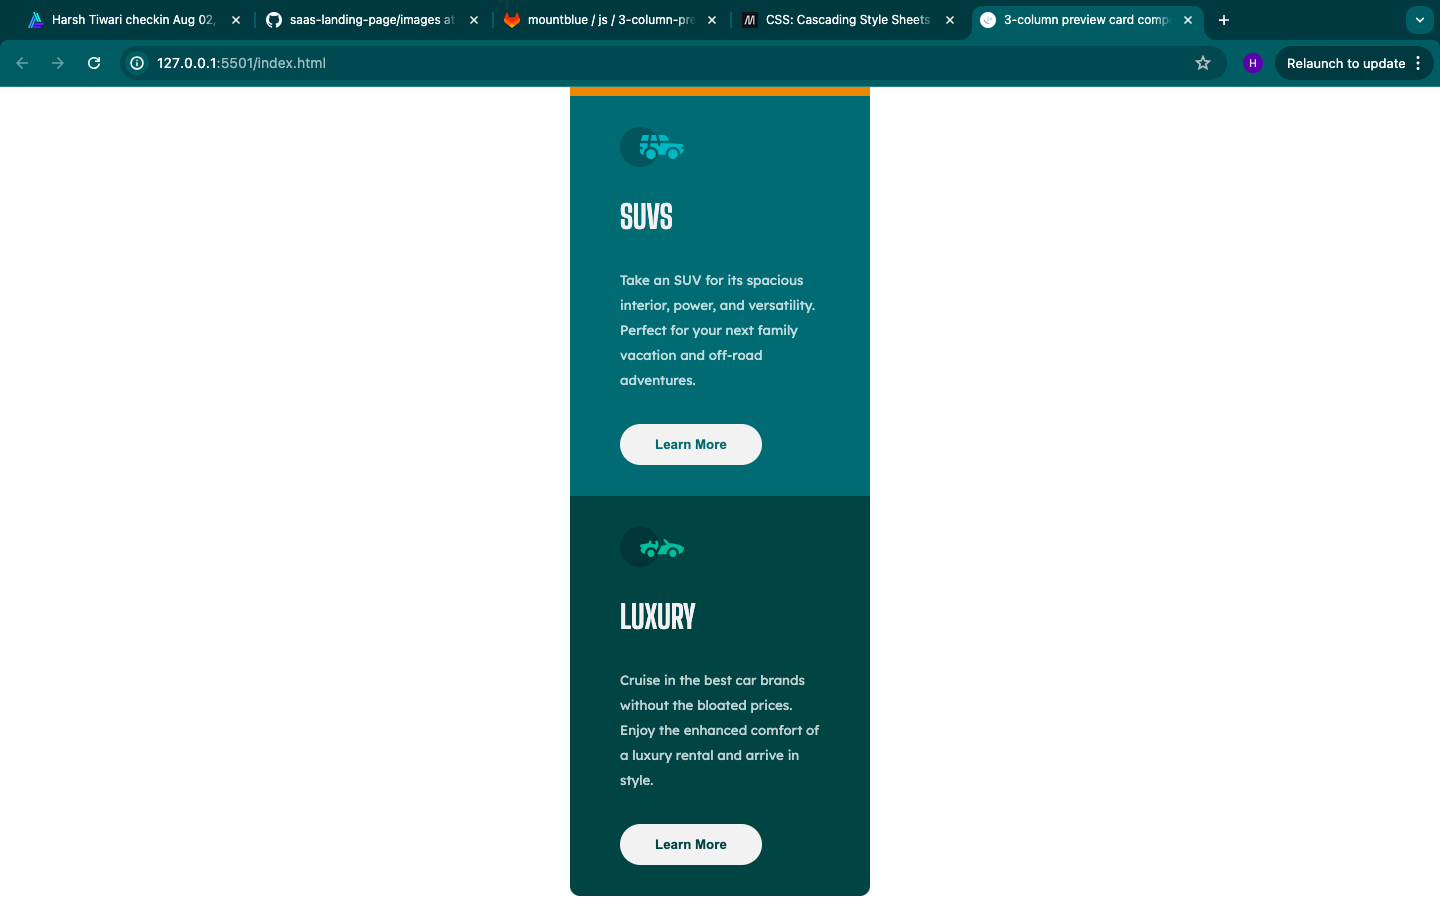 Harsh Tiwari checkin Aug 02,
saas-landing-page/images at
mountblue / js / 3-column-pre
CSS: Cascading Style Sheets
3-column preview card comp
127.0.0.1:5501/index.html
H
Relaunch to update
SUVS
Take an SUV for its spacious
interior, power, and versatility.
Perfect for your next family
vacation and off-road
adventures.
Learn More
LUXURY
Cruise in the best car brands
without the bloated prices.
Enjoy the enhanced comfort of
a luxury rental and arrive in
style.
Learn More